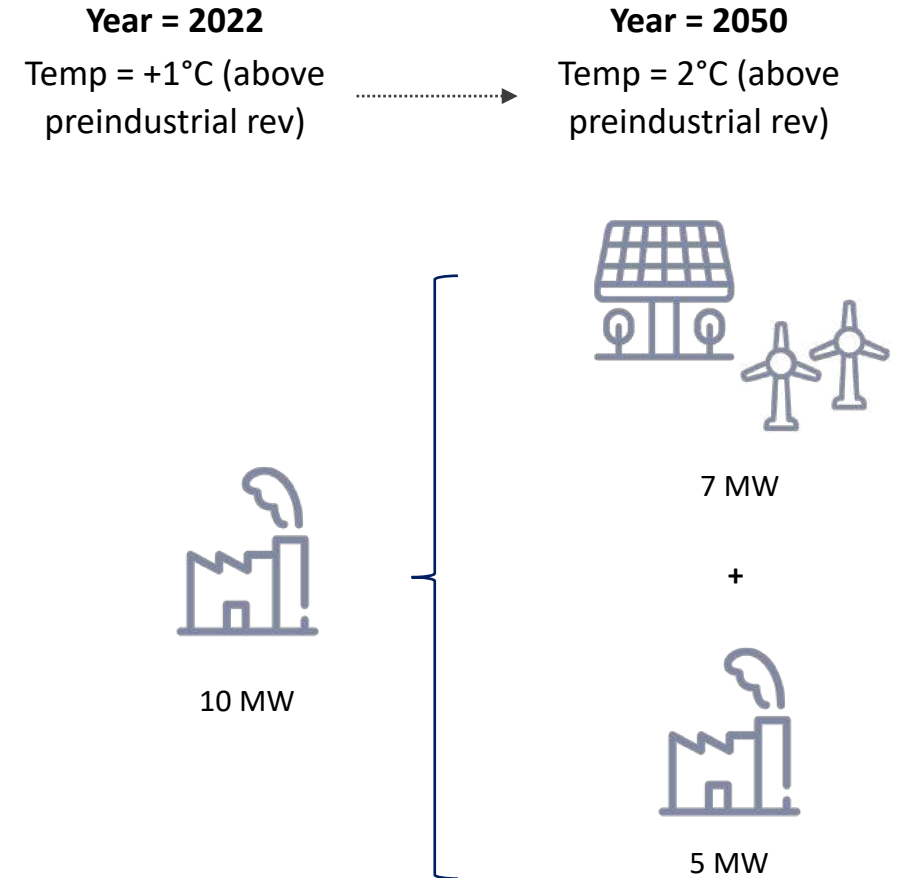 Year = 2022
Temp = +1°C (above
preindustrial rev)
Year = 2050
Temp = 2°C (above
preindustrial rev)
10 MW
7 MW
+
5 MW